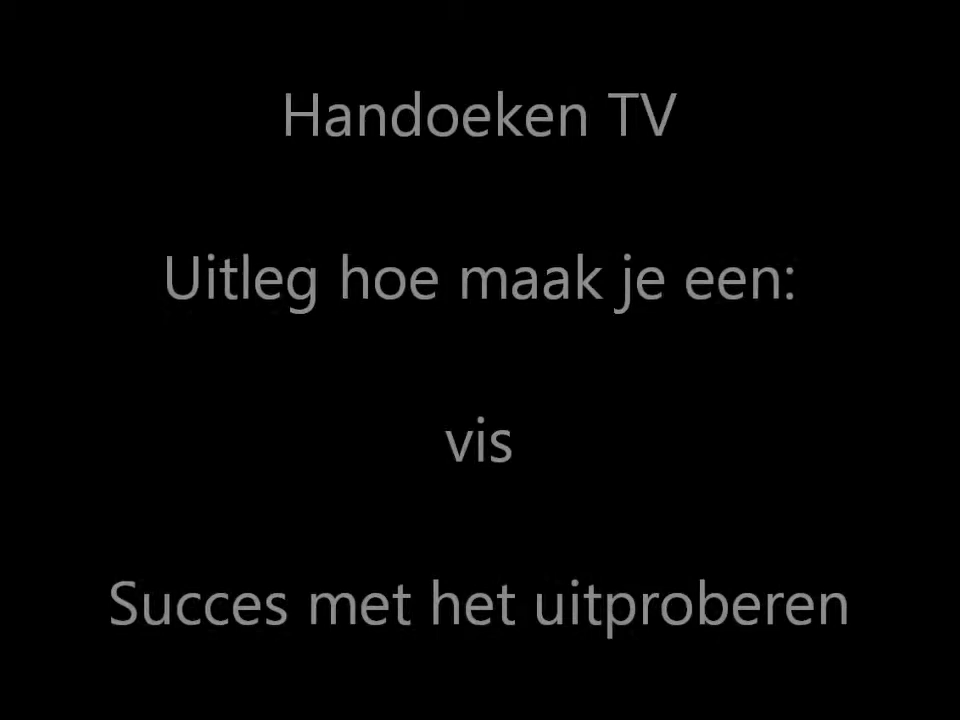 Handoeken TV
Uitleg hoe maak je een:
vis
Succes met het uitproberen